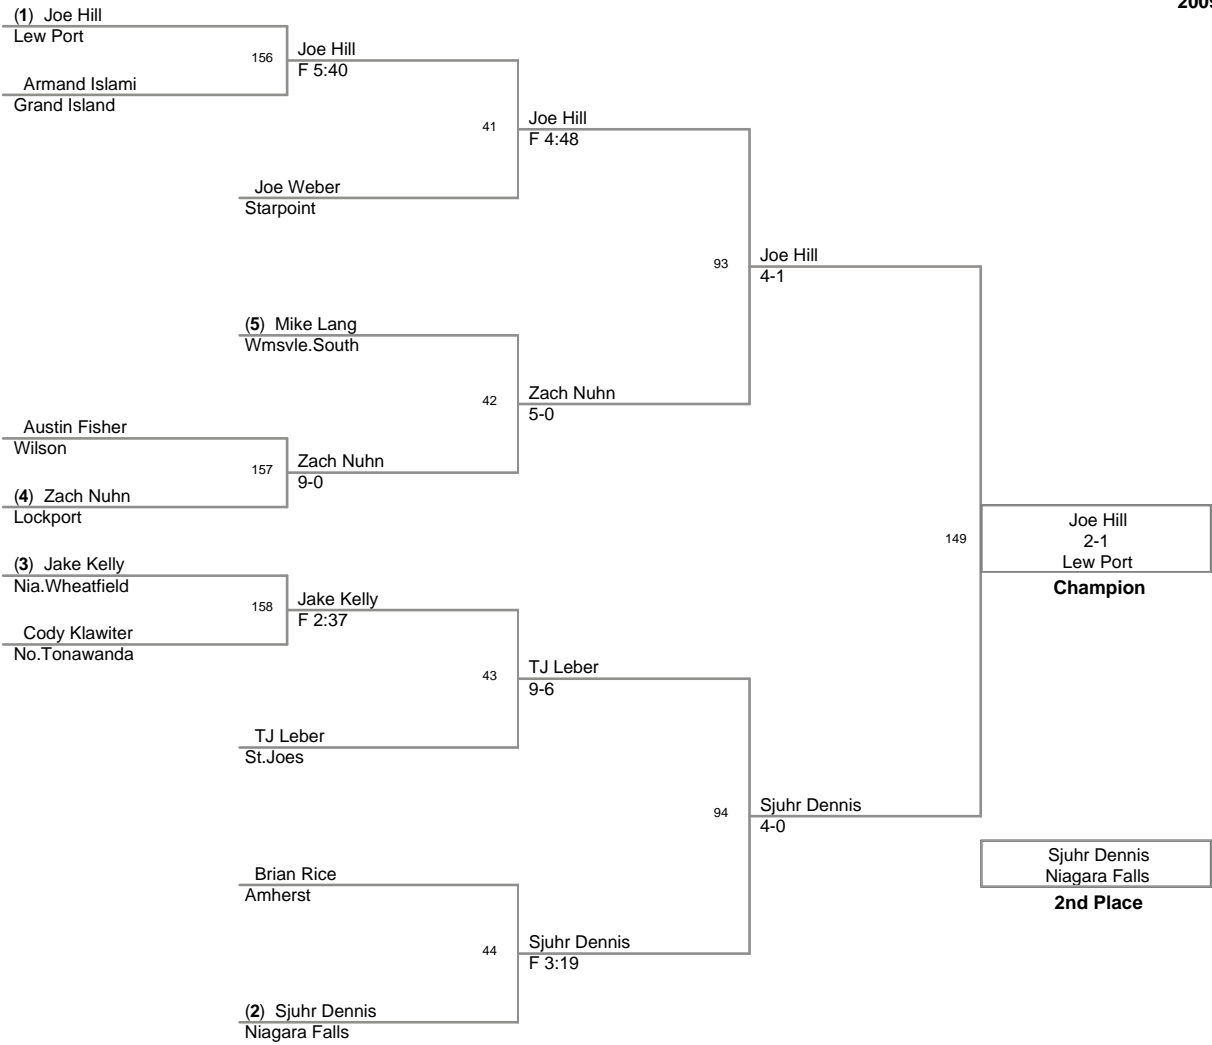 2009
(1) Joe Hill
Lew Port
156
Joe Hill
F 5:40
Armand Islami
Grand Island
41
Joe Hill
F 4:48
Joe Weber
Starpoint
93
Joe Hill
4-1
(5) Mike Lang
Wmsvle.South
42
Zach Nuhn
5-0
Austin Fisher
Wilson
157
Zach Nuhn
9-0
(4) Zach Nuhn
Lockport
149
Joe Hill
2-1
Lew Port
Champion
(3) Jake Kelly
Nia.Wheatfield
158
Jake Kelly
F 2:37
Cody Klawiter
No.Tonawanda
43
TJ Leber
9-6
TJ Leber
St.Joes
94
Sjuhr Dennis
4-0
Sjuhr Dennis
Niagara Falls
2nd Place
Brian Rice
Amherst
44
Sjuhr Dennis
F 3:19
(2) Sjuhr Dennis
Niagara Falls